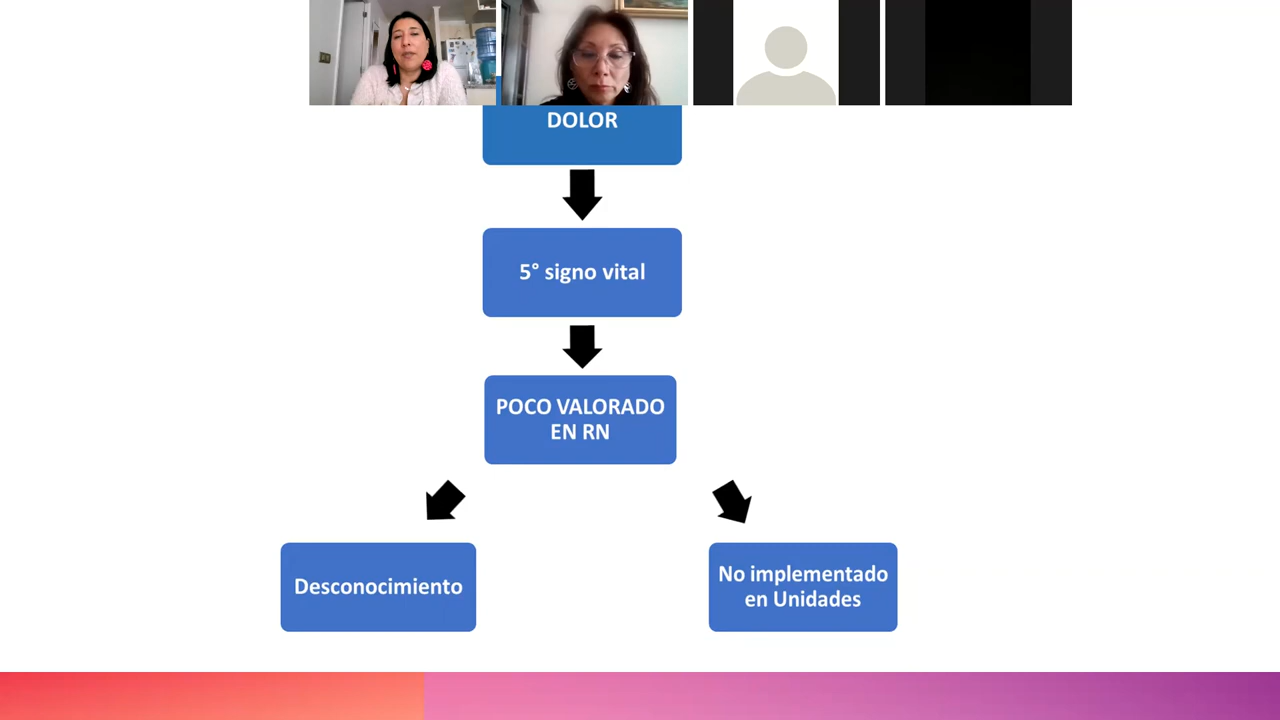 DOLOR
5° signo vital
POCO VALORADO
EN RN
Desconocimiento
No implementado
en Unidades